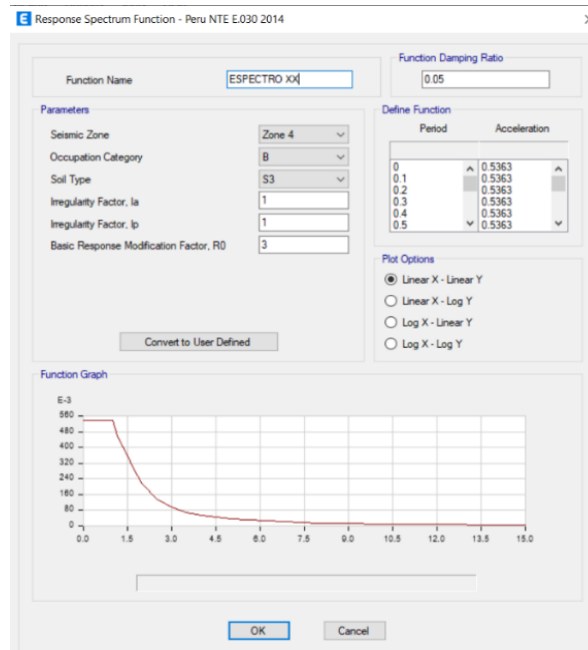 E Response Spectrum Function - Peru NTE E.030 2014
Function Name
ESPECTRO XX
Function Damping Ratio
0.05
Parameters
Seismic Zone
Zone 4
Occupation Category
B
Soil Type
S3
Irregularity Factor, Ia
1
Irregularity Factor, Ip
1
Basic Response Modification Factor, R0
3
Convert to User Defined
Define Function
Period Acceleration
0 0.5363
0.1 0.5363
0.2 0.5363
0.3 0.5363
0.4 0.5363
0.5 0.5363
Plot Options
Linear X - Linear Y
Linear X - Log Y
Log X - Linear Y
Log X - Log Y
Function Graph
E-3
560
480
400
320
240
160
80
0
0.0 1.5 3.0 4.5 6.0 7.5 9.0 10.5 12.0 13.5 15.0
OK Cancel